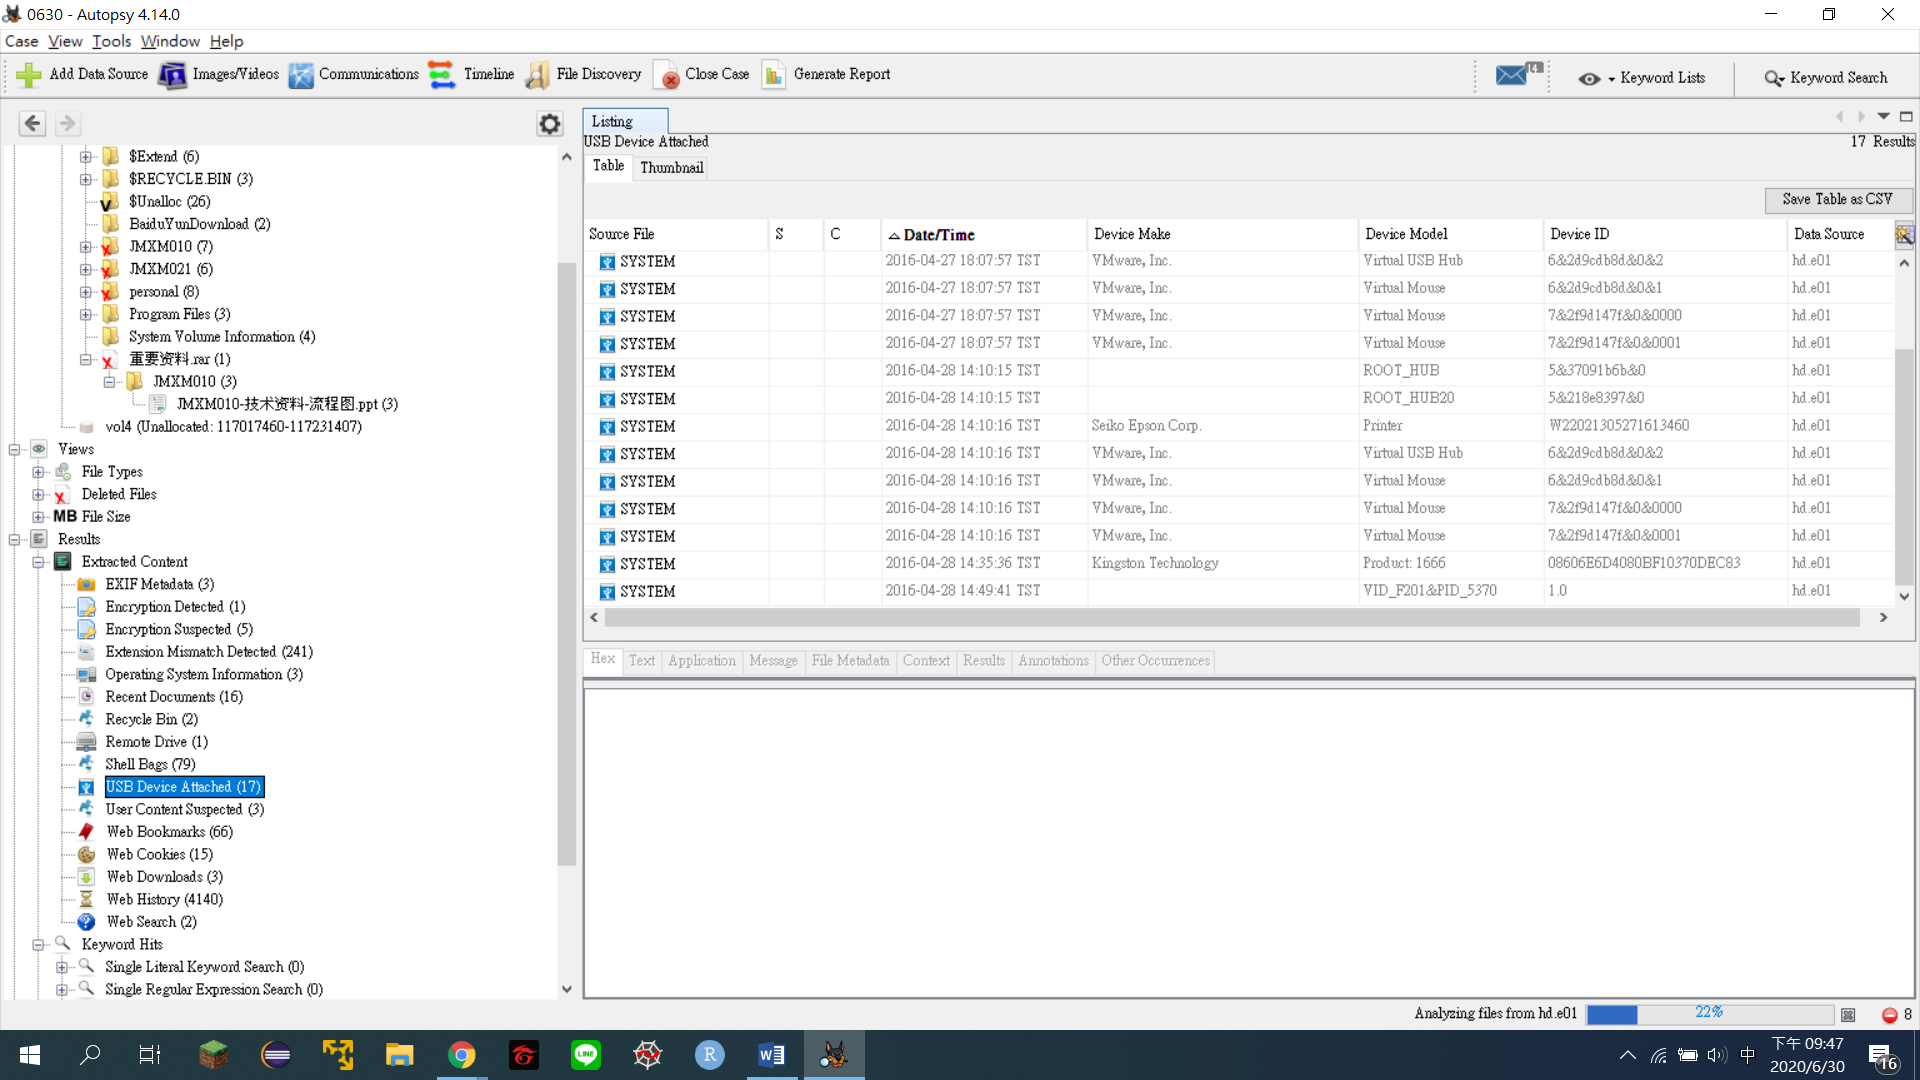 0630 - Autopsy 4.14.0
Case View Tools Window Help
Add Data Source Images/Videos Communications Timeline File Discovery Close Case Generate Report 14 Keyword Lists Keyword Search
$Extend (6)
$RECYCLE.BIN (3)
$Unalloc (26)
BaiduYunDownload (2)
JMXM010 (7)
JMXM021 (6)
personal (8)
Program Files (3)
System Volume Information (4)
重要资料.rar (1)
JMXM010 (3)
JMXM010-技术资料-流程图.ppt (3)
vol4 (Unallocated: 117017460-117231407)
Views
File Types
Deleted Files
MB File Size
Results
Extracted Content
EXIF Metadata (3)
Encryption Detected (1)
Encryption Suspected (5)
Extension Mismatch Detected (241)
Operating System Information (3)
Recent Documents (16)
Recycle Bin (2)
Remote Drive (1)
Shell Bags (79)
USB Device Attached (17)
User Content Suspected (3)
Web Bookmarks (66)
Web Cookies (15)
Web Downloads (3)
Web History (4140)
Web Search (2)
Keyword Hits
Single Literal Keyword Search (0)
Single Regular Expression Search (0)
Listing
USB Device Attached 17 Results
Table Thumbnail
Save Table as CSV
Source File S C Date/Time Device Make Device Model Device ID Data Source
SYSTEM 2016-04-27 18:07:57 TST VMware, Inc. Virtual USB Hub 6&2d9cdb8d&0&2 hd.e01
SYSTEM 2016-04-27 18:07:57 TST VMware, Inc. Virtual Mouse 6&2d9cdb8d&0&1 hd.e01
SYSTEM 2016-04-27 18:07:57 TST VMware, Inc. Virtual Mouse 7&2f9d147f&0&0000 hd.e01
SYSTEM 2016-04-27 18:07:57 TST VMware, Inc. Virtual Mouse 7&2f9d147f&0&0001 hd.e01
SYSTEM 2016-04-28 14:10:15 TST ROOT_HUB 5&37091b6b&0 hd.e01
SYSTEM 2016-04-28 14:10:15 TST ROOT_HUB20 5&218e8397&0 hd.e01
SYSTEM 2016-04-28 14:10:16 TST Seiko Epson Corp. Printer W22021305271613460 hd.e01
SYSTEM 2016-04-28 14:10:16 TST VMware, Inc. Virtual USB Hub 6&2d9cdb8d&0&2 hd.e01
SYSTEM 2016-04-28 14:10:16 TST VMware, Inc. Virtual Mouse 6&2d9cdb8d&0&1 hd.e01
SYSTEM 2016-04-28 14:10:16 TST VMware, Inc. Virtual Mouse 7&2f9d147f&0&0000 hd.e01
SYSTEM 2016-04-28 14:10:16 TST VMware, Inc. Virtual Mouse 7&2f9d147f&0&0001 hd.e01
SYSTEM 2016-04-28 14:35:36 TST Kingston Technology Product: 1666 08606E6D4080BF10370DEC83 hd.e01
SYSTEM 2016-04-28 14:49:41 TST VID_F201&PID_5370 1.0 hd.e01
Hex Text Application Message File Metadata Context Results Annotations Other Occurrences
Analyzing files from hd.e01 22% 8
LINE R W 中 下午 09:47
2020/6/30 16